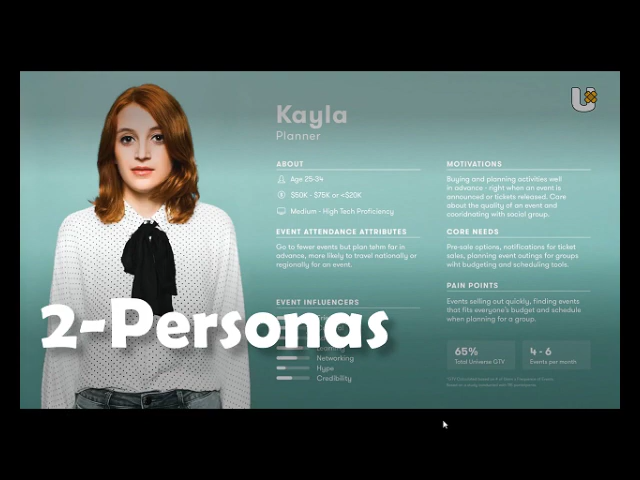 Kayla
Planner
ABOUT
Age 25-34
$50K - $75K or <$20K
Medium - High Tech Proficiency
EVENT ATTENDANCE ATTRIBUTES
Go to fewer events but plan tehm far in
advance, more likely to travel nationally or
regionally for an event.
EVENT INFLUENCERS
2-Personas
Networking
Hype
Credibility
MOTIVATIONS
Buying and planning activities well
in advance - right when an event is
announced or tickets released. Care
about the quality of an event and
cooridnating with social group.
CORE NEEDS
Pre-sale options, notifications for ticket
sales, planning event outings for groups
wiht budgeting and scheduling tools.
PAIN POINTS
Events selling out quickly, finding events
that fits everyone's budget and schedule
when planning for a group.
65%
Total Universe GTV
4 - 6
Events per month